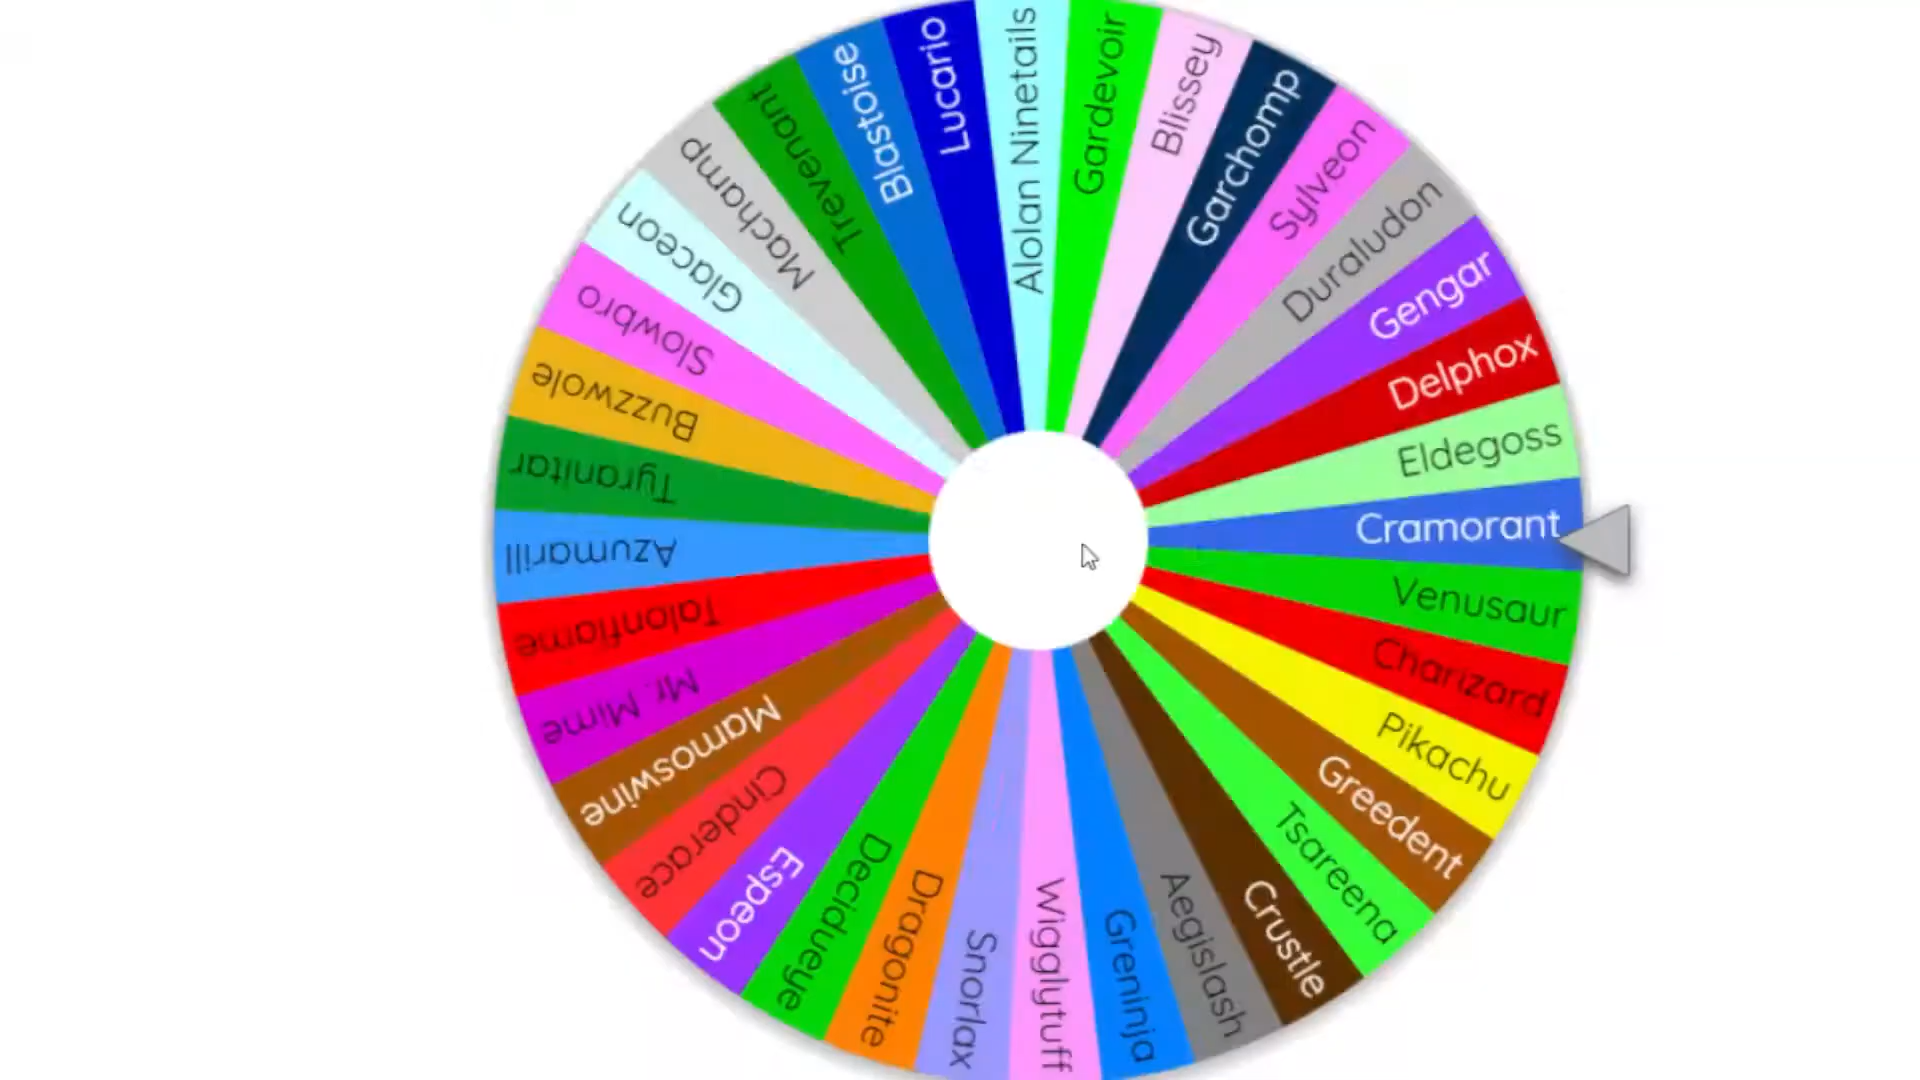 Alolan Ninetails
Gardevoir
Blissey
Garchomp
Sylveon
Duraludon
Gengar
Delphox
Eldegoss
Cramorant
Venusaur
Charizard
Pikachu
Greedent
Tsareena
Crustle
Aegislash
Greninja
Wigglytuff
Snorlax
Dragonite
Decidueye
Espeon
Cinderace
Mamoswine
Mr. Mime
Talonflame
Azumarill
Tyranitar
Buzzwole
Slowbro
Glaceon
Machamp
Trevenant
Blastoise
Lucario